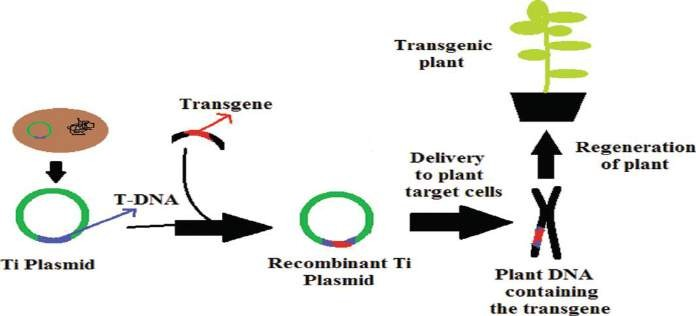 Transgenic
plant
Transgene
T-DNA
Ti Plasmid
Recombinant Ti
Plasmid
Delivery
to plant
target cells
Regeneration
of plant
Plant DNA
containing
the transgene